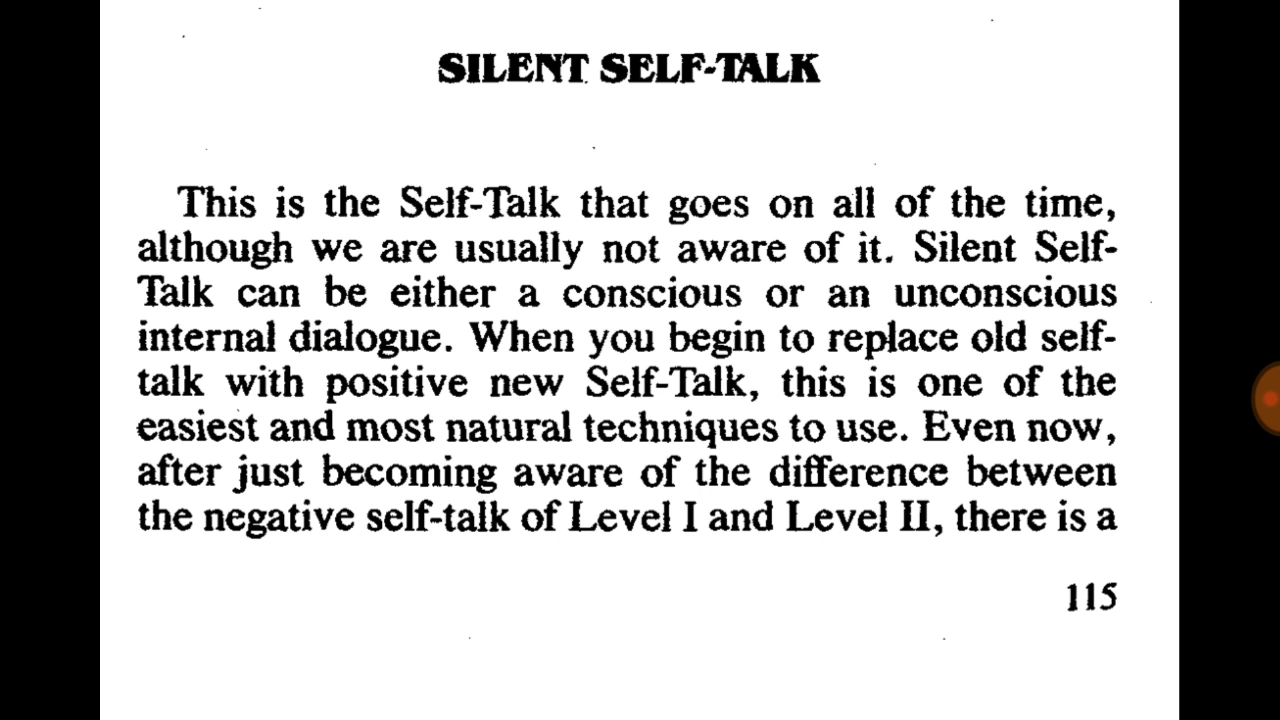 SILENT SELF-TALK
This is the Self-Talk that goes on all of the time,
although we are usually not aware of it. Silent Self-
Talk can be either a conscious or an unconscious
internal dialogue. When you begin to replace old self-
talk with positive new Self-Talk, this is one of the
easiest and most natural techniques to use. Even now,
after just becoming aware of the difference between
the negative self-talk of Level I and Level II, there is a
115